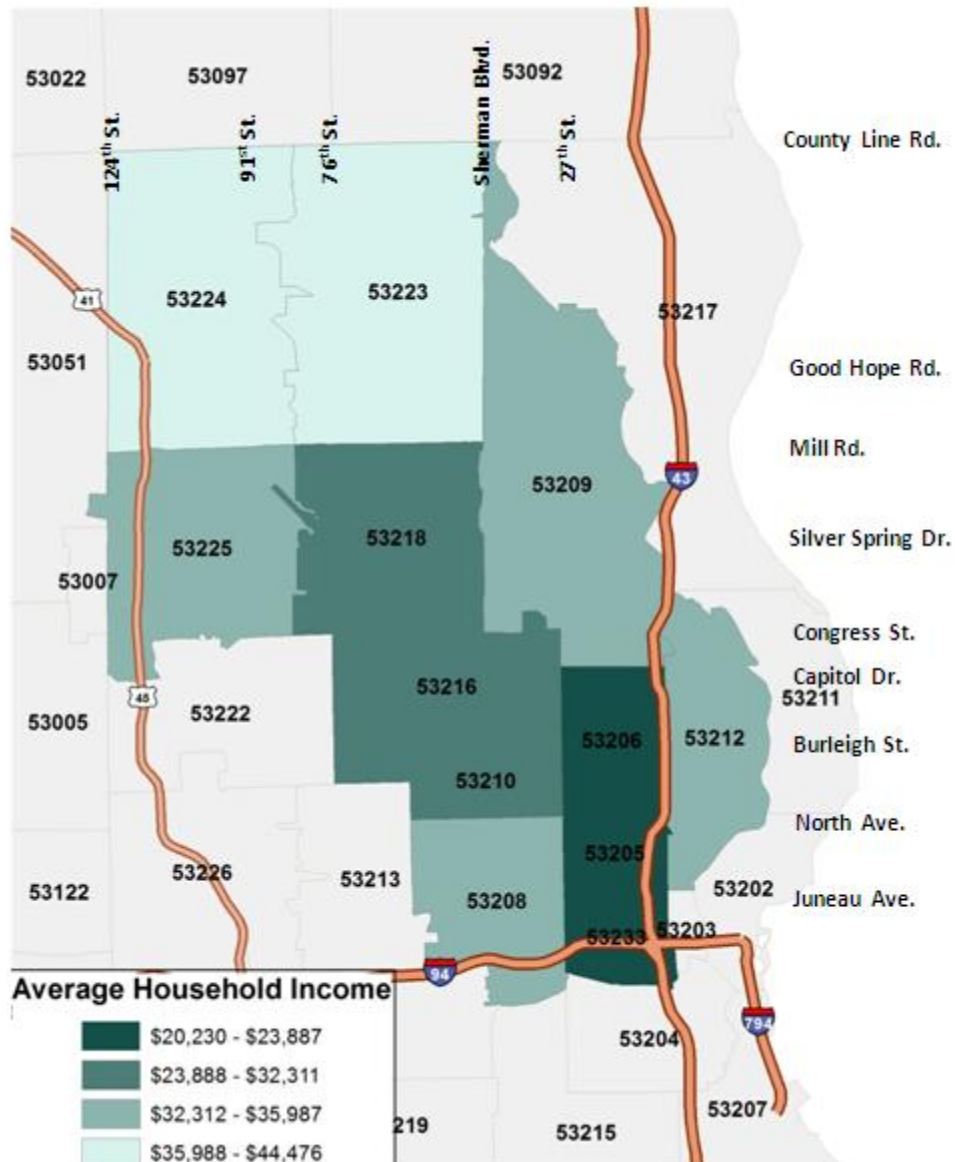 53022
53097
Sherman Blvd.
53092
124th St.
91st St.
76th St.
27th St.
County Line Rd.
41
53224
53223
53217
53051
Good Hope Rd.
Mill Rd.
43
53209
53218
Silver Spring Dr.
53225
53007
Congress St.
Capitol Dr.
53216
53211
45
53005
53222
53206
53212
Burleigh St.
53210
North Ave.
53205
53226
53213
53122
53202
53208
Juneau Ave.
53233
53203
94
Average Household Income
$20,230 - $23,887
$23,888 - $32,311
$32,312 - $35,987
$35,988 - $44,476
794
53204
53207
219
53215